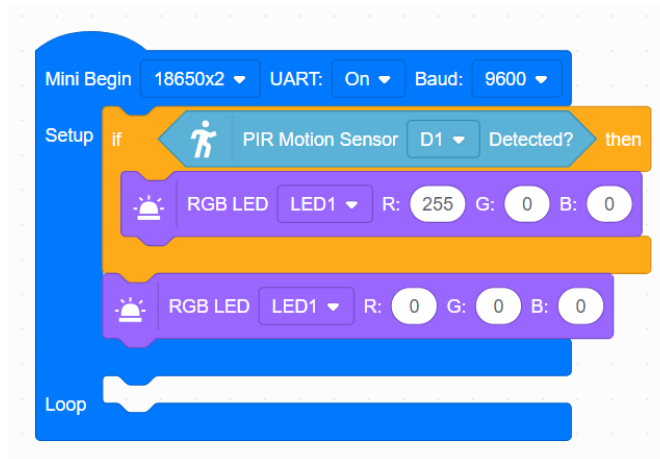 Mini Begin 18650x2 UART: On Baud: 9600
Setup if PIR Motion Sensor D1 Detected? then
RGB LED LED1 R: 255 G: 0 B: 0
RGB LED LED1 R: 0 G: 0 B: 0
Loop